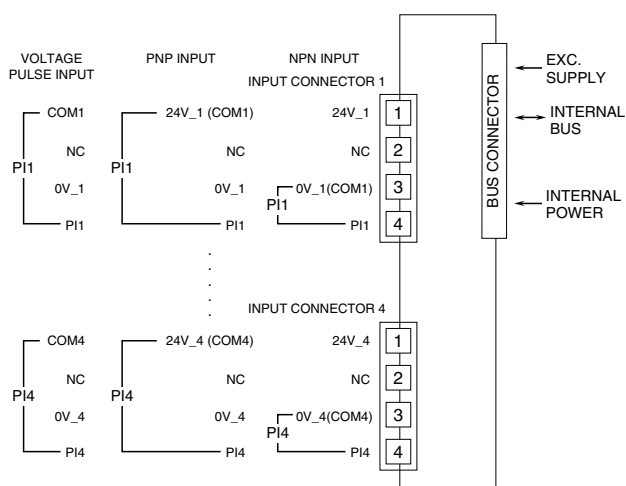 VOLTAGE
PULSE INPUT
PNP INPUT
NPN INPUT
INPUT CONNECTOR 1
COM1
24V_1 (COM1)
24V_1
1
NC
NC
NC
2
PI1
PI1
0V_1
0V_1
0V_1(COM1)
3
PI1
PI1
PI1
PI1
4
BUS CONNECTOR
EXC.
SUPPLY
INTERNAL
BUS
INTERNAL
POWER
INPUT CONNECTOR 4
COM4
24V_4 (COM4)
24V_4
1
NC
NC
NC
2
PI4
PI4
0V_4
0V_4
0V_4(COM4)
3
PI4
PI4
PI4
PI4
4